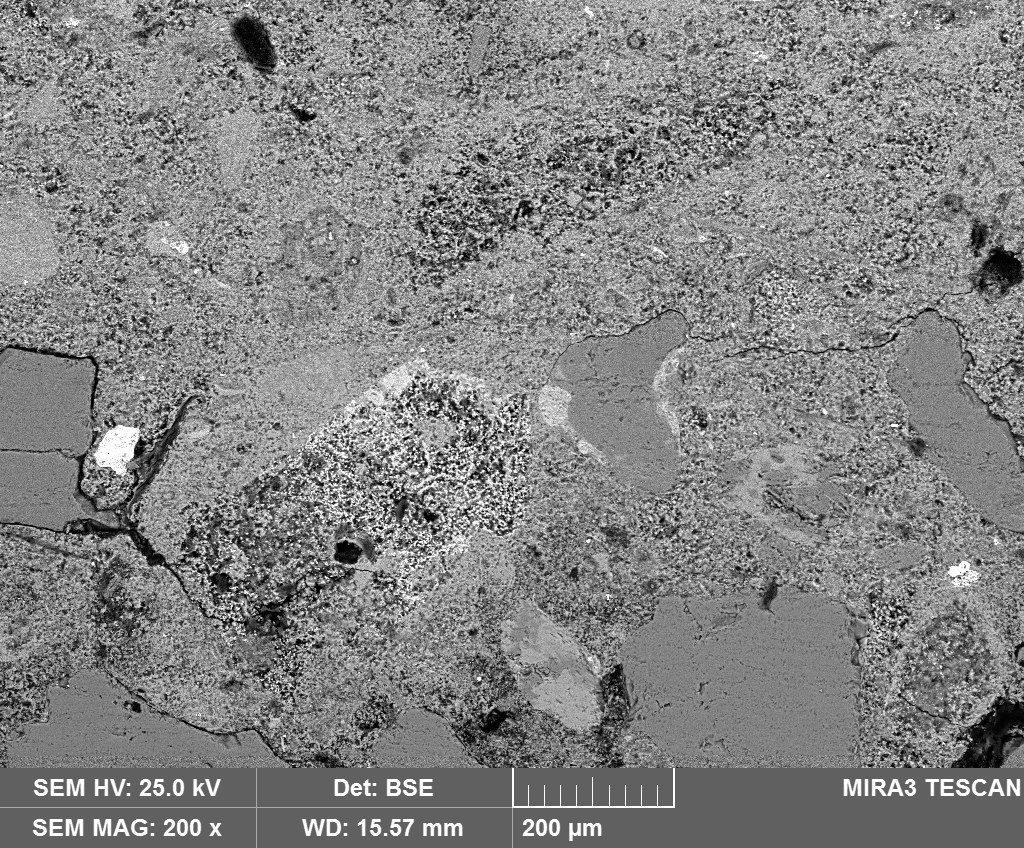 SEM HV: 25.0 kV Det: BSE MIRA3 TESCAN
SEM MAG: 200 x WD: 15.57 mm 200 µm